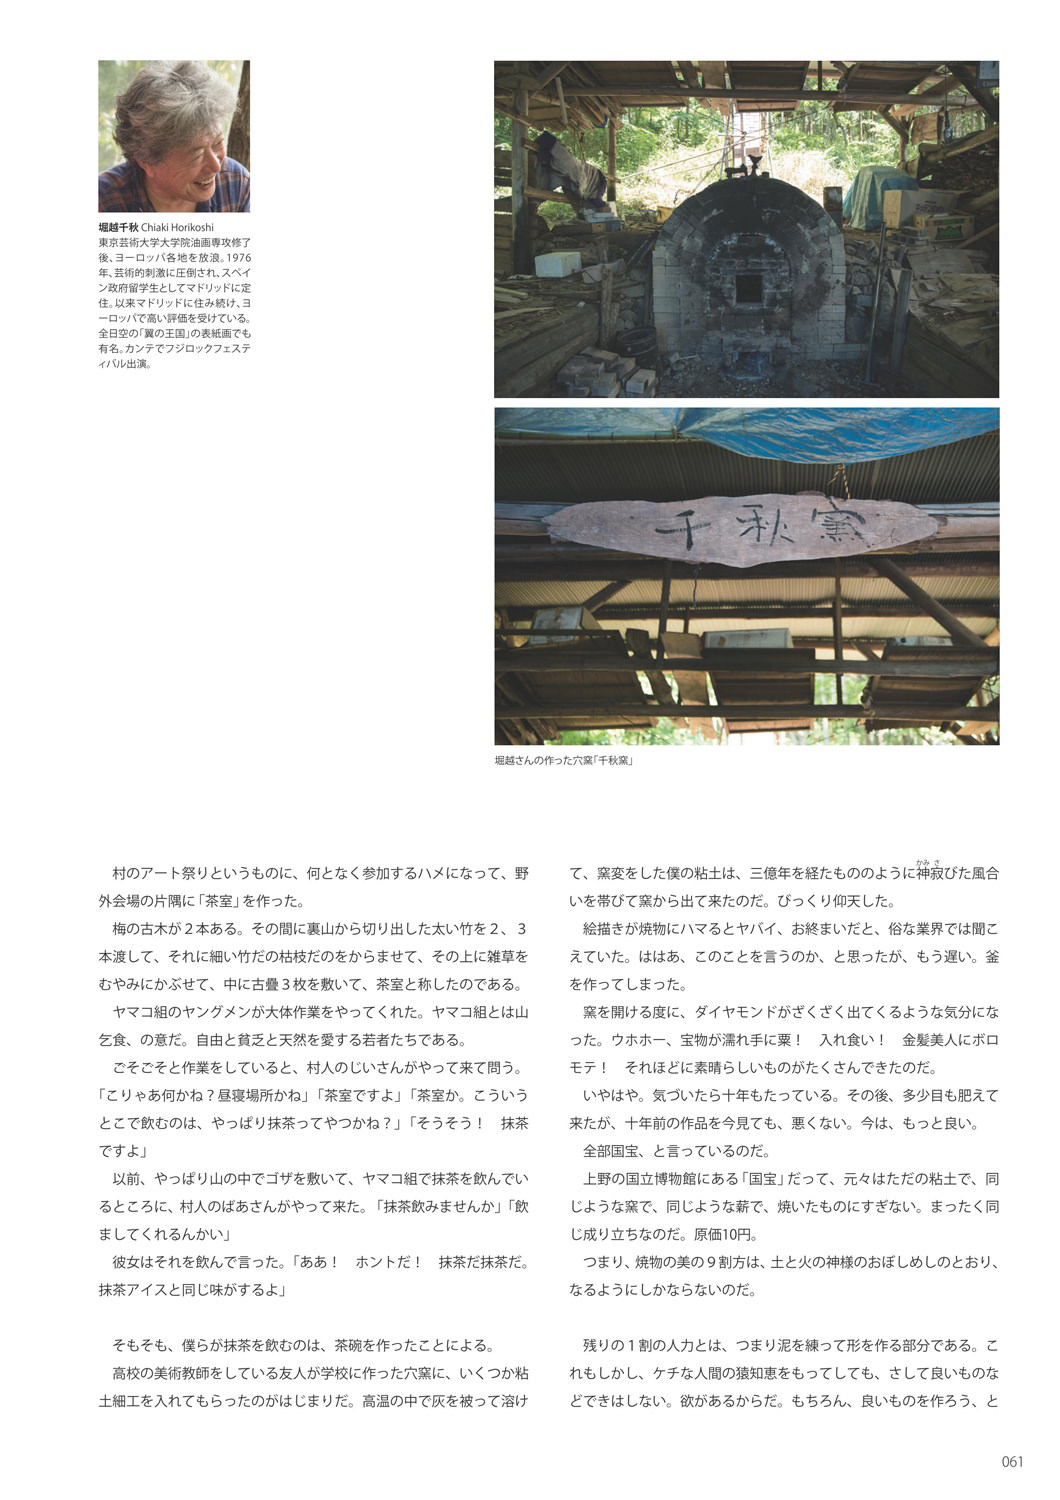 堀越千秋 Chiaki Horikoshi
東京芸術大学大学院油画専攻修了
後、ヨーロッパ各地を放浪。1976
年、芸術的刺激に圧倒され、スペイ
ン政府留学生としてマドリッドに定
住。以来マドリッドに住み続け、ヨ
ーロッパで高い評価を受けている。
全日空の「翼の王国」の表紙画でも
有名。カンテでフジロックフェステ
ィバル出演。
千秋窯
堀越さんの作った穴窯「千秋窯」
村のアート祭りというものに、何となく参加するハメになって、野
外会場の片隅に「茶室」を作った。
梅の古木が２本ある。その間に裏山から切り出した太い竹を２、３
本渡して、それに細い竹だの枯枝だのをからませて、その上に雑草を
むやみにかぶせて、中に古畳３枚を敷いて、茶室と称したのである。
ヤマコ組のヤングメンが大体作業をやってくれた。ヤマコ組とは山
乞食、の意だ。自由と貧乏と天然を愛する若者たちである。
ごそごそと作業をしていると、村人のじいさんがやって来て問う。
「こりゃあ何かね？昼寝場所かね」「茶室ですよ」「茶室か。こういう
とこで飲むのは、やっぱり抹茶ってやつかね？」「そうそう！　抹茶
ですよ」
以前、やっぱり山の中でゴザを敷いて、ヤマコ組で抹茶を飲んでい
るところに、村人のばあさんがやって来た。「抹茶飲みませんか」「飲
ましてくれるんかい」
彼女はそれを飲んで言った。「ああ！　ホントだ！　抹茶だ抹茶だ。
抹茶アイスと同じ味がするよ」
そもそも、僕らが抹茶を飲むのは、茶碗を作ったことによる。
高校の美術教師をしている友人が学校に作った穴窯に、いくつか粘
土細工を入れてもらったのがはじまりだ。高温の中で灰を被って溶け
かみ さ
て、窯変をした僕の粘土は、三億年を経たもののように神寂びた風合
いを帯びて窯から出て来たのだ。びっくり仰天した。
絵描きが焼物にハマるとヤバイ、お終まいだと、俗な業界では聞こ
えていた。ははあ、このことを言うのか、と思ったが、もう遅い。釜
を作ってしまった。
窯を開ける度に、ダイヤモンドがざくざく出てくるような気分にな
った。ウホホー、宝物が濡れ手に粟！　入れ食い！　金髪美人にボロ
モテ！　それほどに素晴らしいものがたくさんできたのだ。
いやはや。気づいたら十年もたっている。その後、多少目も肥えて
来たが、十年前の作品を今見ても、悪くない。今は、もっと良い。
全部国宝、と言っているのだ。
上野の国立博物館にある「国宝」だって、元々はただの粘土で、同
じような窯で、同じような薪で、焼いたものにすぎない。まったく同
じ成り立ちなのだ。原価10円。
つまり、焼物の美の９割方は、土と火の神様のおぼしめしのとおり、
なるようにしかならないのだ。
残りの１割の人力とは、つまり泥を練って形を作る部分である。こ
れもしかし、ケチな人間の猿知恵をもってしても、さして良いものな
どできはしない。欲があるからだ。もちろん、良いものを作ろう、と
061